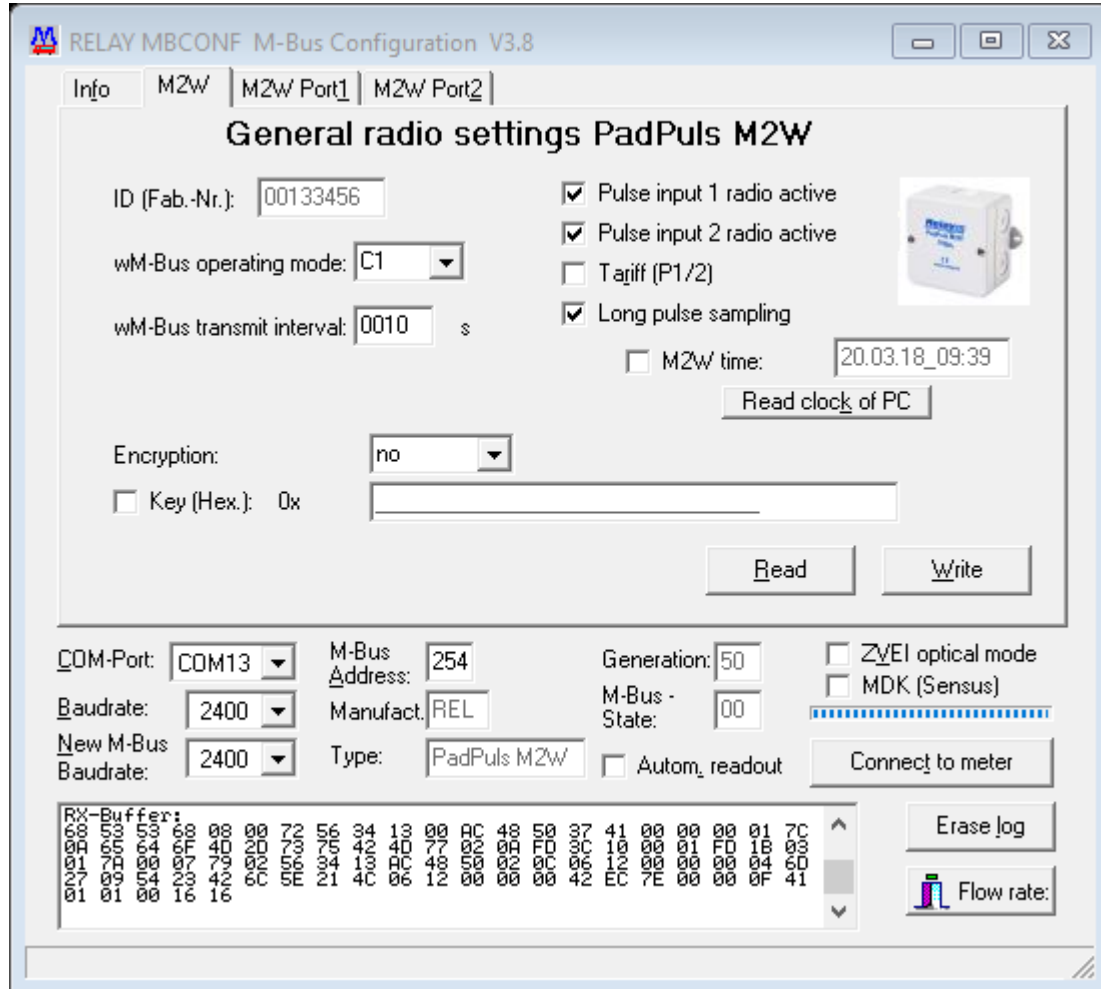 RELAY MBCONF M-Bus Configuration V3.8
Info M2W M2W Port1 M2W Port2
General radio settings PadPuls M2W
ID (Fab.-Nr.): 00133456
Pulse input 1 radio active
Pulse input 2 radio active
wM-Bus operating mode: C1
Tariff (P1/2)
wM-Bus transmit interval: 0010 s
Long pulse sampling
M2W time: 20.03.18_09:39
Read clock of PC
Encryption: no
Key (Hex.): 0x ________________________________
Read Write
COM-Port: COM13
M-Bus Address: 254
Generation: 50
ZVEI optical mode
MDK (Sensus)
Baudrate: 2400
Manufact. REL
M-Bus - State: 00
New M-Bus Baudrate: 2400
Type: PadPuls M2W
Autom. readout
Connect to meter
RX-Buffer:
68 53 53 68 08 00 72 56 34 13 00 AC 48 50 37 41 00 00 00 01 7C
0A 65 64 6F 4D 2D 73 75 42 4D 77 02 0A FD 3C 10 00 01 FD 1B 03
01 7A 00 07 79 02 56 34 13 AC 48 50 02 0C 06 12 00 00 00 04 6D
27 09 54 23 42 6C 5E 21 4C 06 12 00 00 00 42 EC 7E 00 00 0F 41
01 01 00 16 16
Erase log
Flow rate: